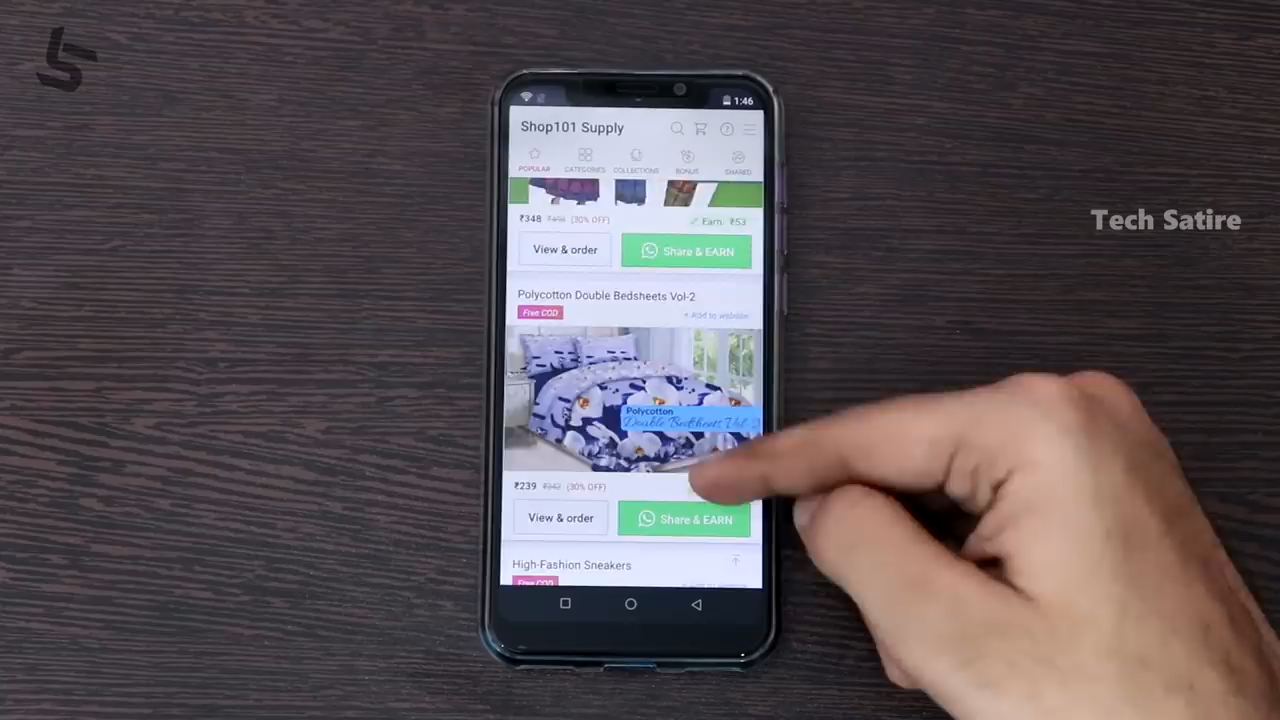 1:46
Shop101 Supply
POPULAR CATEGORIES COLLECTIONS BONUS SHARED
₹348 ₹498 (30% OFF) Earn: ₹53
View & order Share & EARN
Polycotton Double Bedsheets Vol-2
Free COD + Add to website
Polycotton
Double Bedsheets Vol-2
₹239 ₹342 (30% OFF)
View & order Share & EARN
High-Fashion Sneakers
Free COD
Tech Satire